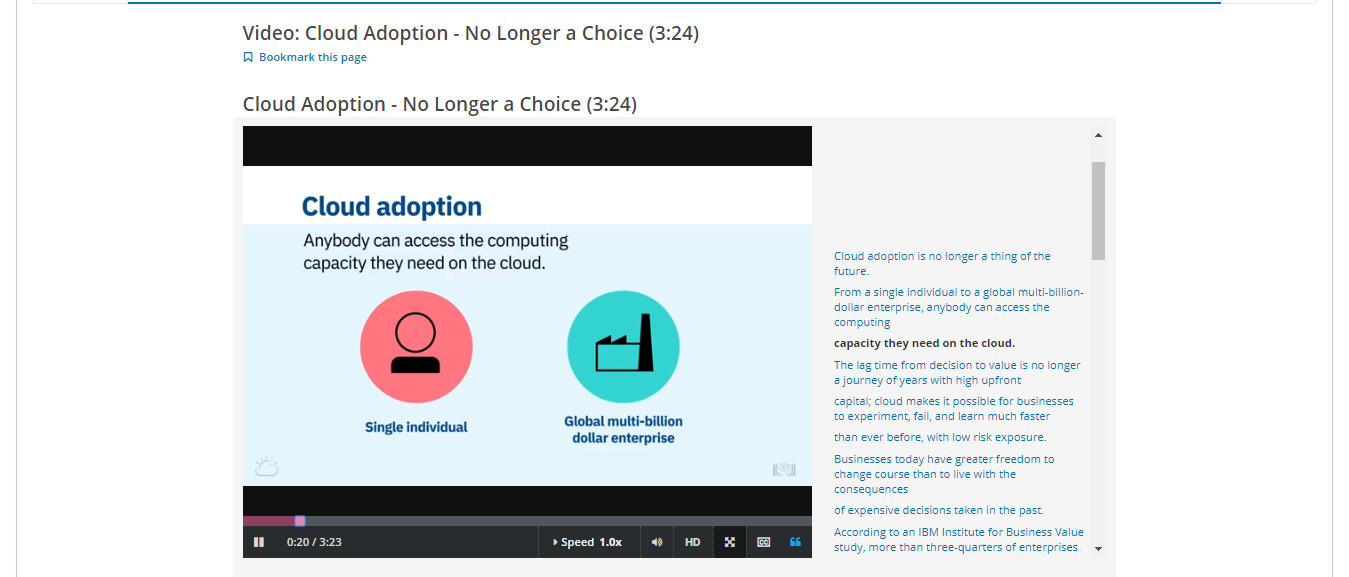 Video: Cloud Adoption - No Longer a Choice (3:24)
Bookmark this page
Cloud Adoption - No Longer a Choice (3:24)
Cloud adoption
Anybody can access the computing
capacity they need on the cloud.
Single individual
Global multi-billion
dollar enterprise
0:20 / 3:23
Speed 1.0x
HD
CC
Cloud adoption is no longer a thing of the
future.
From a single individual to a global multi-billion-
dollar enterprise, anybody can access the
computing
capacity they need on the cloud.
The lag time from decision to value is no longer
a journey of years with high upfront
capital; cloud makes it possible for businesses
to experiment, fail, and learn much faster
than ever before, with low risk exposure.
Businesses today have greater freedom to
change course than to live with the
consequences
of expensive decisions taken in the past.
According to an IBM Institute for Business Value
study, more than three-quarters of enterprises